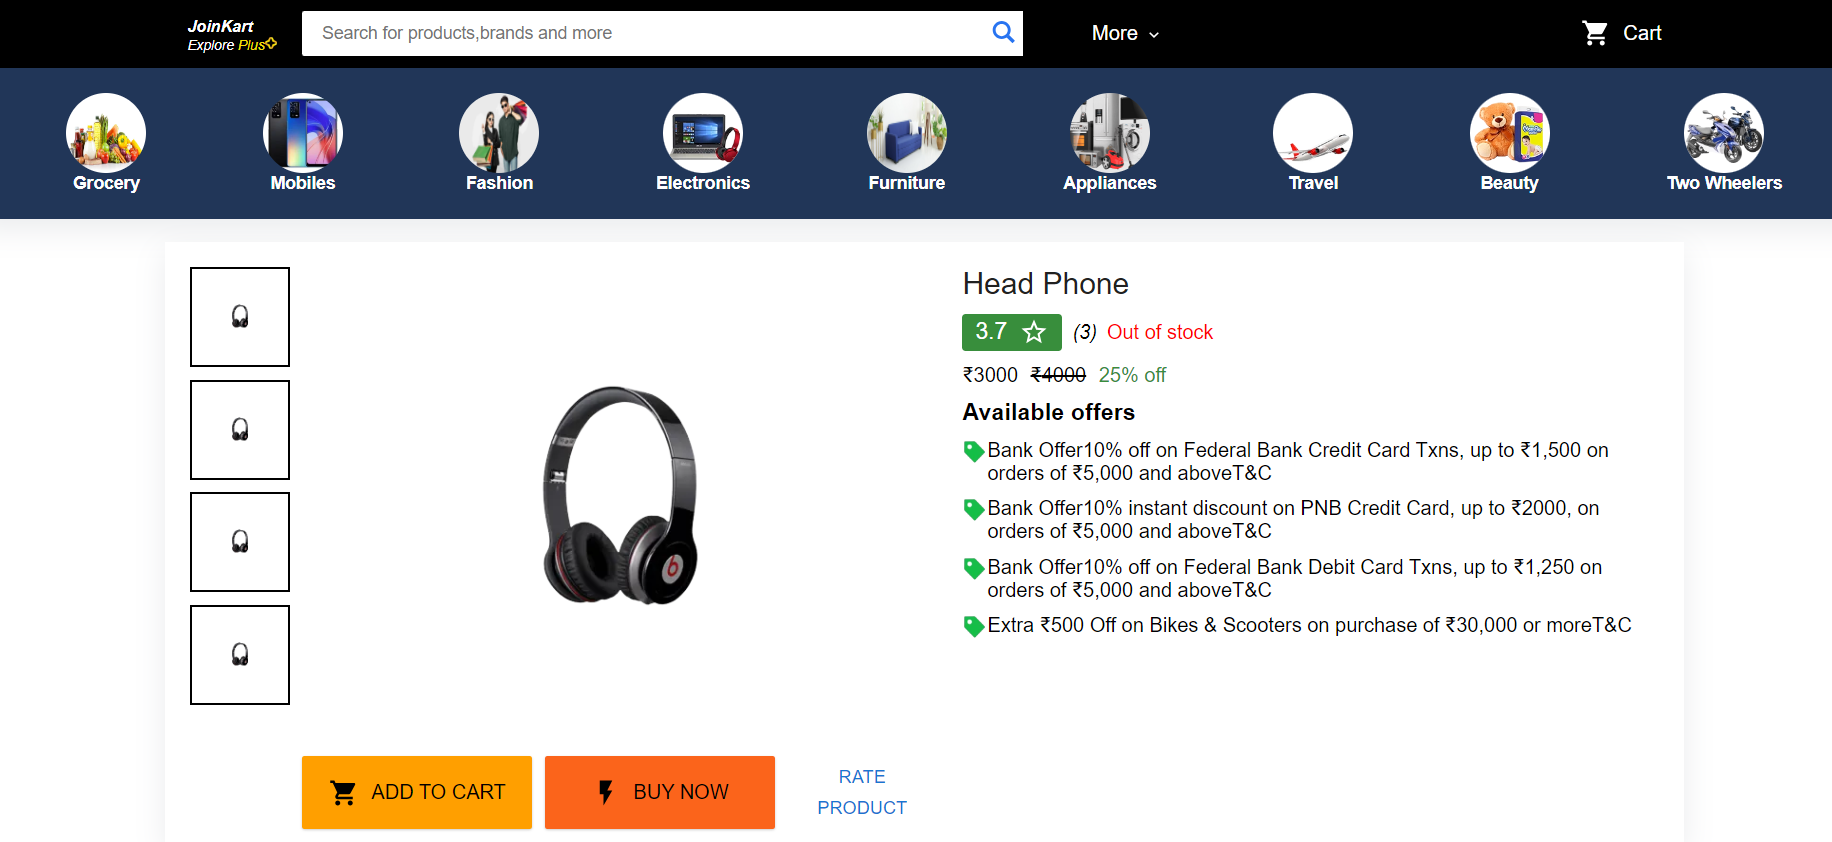 JoinKart
Explore Plus
Search for products,brands and more
More
Cart
Grocery
Mobiles
Fashion
Electronics
Furniture
Appliances
Travel
Beauty
Two Wheelers
Head Phone
3.7 (3) Out of stock
₹3000 ₹4000 25% off
Available offers
Bank Offer10% off on Federal Bank Credit Card Txns, up to ₹1,500 on
orders of ₹5,000 and aboveT&C
Bank Offer10% instant discount on PNB Credit Card, up to ₹2000, on
orders of ₹5,000 and aboveT&C
Bank Offer10% off on Federal Bank Debit Card Txns, up to ₹1,250 on
orders of ₹5,000 and aboveT&C
Extra ₹500 Off on Bikes & Scooters on purchase of ₹30,000 or moreT&C
b
ADD TO CART
BUY NOW
RATE
PRODUCT